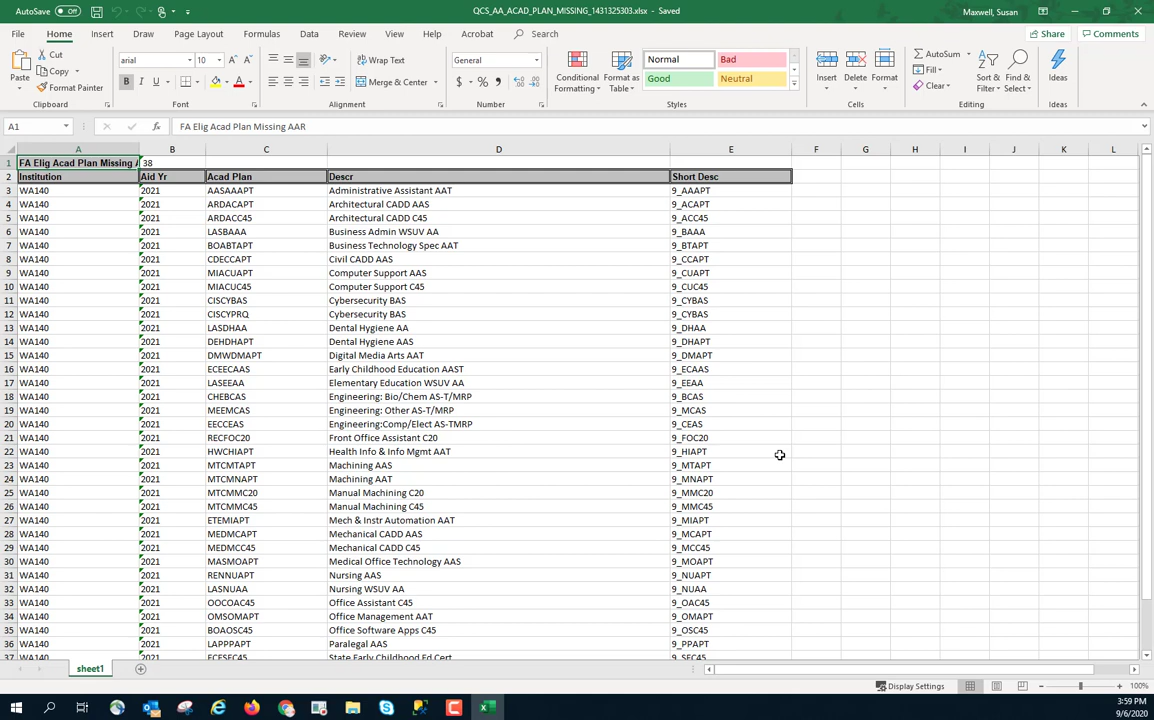 AutoSave Off QCS_AA_ACAD_PLAN_MISSING_1431325303.xlsx - Saved Maxwell, Susan
File Home Insert Draw Page Layout Formulas Data Review View Help Acrobat Search Share Comments
Paste
Cut
Copy
Format Painter
Clipboard
arial 10
B I U
Font
Wrap Text
Merge & Center
Alignment
General
$ % ,
Number
Conditional Formatting
Format as Table
Normal Bad
Good Neutral
Styles
Insert Delete Format
Cells
AutoSum
Fill
Clear
Sort & Filter
Find & Select
Editing
Ideas
Ideas
A1 fx FA Elig Acad Plan Missing AAR
A B C D E F G H I J K L
1 FA Elig Acad Plan Missing A 38
2 Institution Aid Yr Acad Plan Descr Short Desc
3 WA140 2021 AASAAAPT Administrative Assistant AAT 9_AAAPT
4 WA140 2021 ARDACAPT Architectural CADD AAS 9_ACAPT
5 WA140 2021 ARDACC45 Architectural CADD C45 9_ACC45
6 WA140 2021 LASBAAA Business Admin WSUV AA 9_BAAA
7 WA140 2021 BOABTAPT Business Technology Spec AAT 9_BTAPT
8 WA140 2021 CDECCAPT Civil CADD AAS 9_CCAPT
9 WA140 2021 MIACUAPT Computer Support AAS 9_CUAPT
10 WA140 2021 MIACUC45 Computer Support C45 9_CUC45
11 WA140 2021 CISCYBAS Cybersecurity BAS 9_CYBAS
12 WA140 2021 CISCYPRQ Cybersecurity BAS 9_CYBAS
13 WA140 2021 LASDHAA Dental Hygiene AA 9_DHAA
14 WA140 2021 DEHDHAPT Dental Hygiene AAS 9_DHAPT
15 WA140 2021 DMWDMAPT Digital Media Arts AAT 9_DMAPT
16 WA140 2021 ECEECAAS Early Childhood Education AAST 9_ECAAS
17 WA140 2021 LASEEAA Elementary Education WSUV AA 9_EEAA
18 WA140 2021 CHEBCAS Engineering: Bio/Chem AS-T/MRP 9_BCAS
19 WA140 2021 MEEMCAS Engineering: Other AS-T/MRP 9_MCAS
20 WA140 2021 EECCEAS Engineering:Comp/Elect AS-TMRP 9_CEAS
21 WA140 2021 RECFOC20 Front Office Assistant C20 9_FOC20
22 WA140 2021 HWCHIAPT Health Info & Info Mgmt AAT 9_HIAPT
23 WA140 2021 MTCMTAPT Machining AAS 9_MTAPT
24 WA140 2021 MTCMNAPT Machining AAT 9_MNAPT
25 WA140 2021 MTCMMC20 Manual Machining C20 9_MMC20
26 WA140 2021 MTCMMC45 Manual Machining C45 9_MMC45
27 WA140 2021 ETEMIAPT Mech & Instr Automation AAT 9_MIAPT
28 WA140 2021 MEDMCAPT Mechanical CADD AAS 9_MCAPT
29 WA140 2021 MEDMCC45 Mechanical CADD C45 9_MCC45
30 WA140 2021 MASMOAPT Medical Office Technology AAS 9_MOAPT
31 WA140 2021 RENNUAPT Nursing AAS 9_NUAPT
32 WA140 2021 LASNUAA Nursing WSUV AA 9_NUAA
33 WA140 2021 OOCOAC45 Office Assistant C45 9_OAC45
34 WA140 2021 OMSOMAPT Office Management AAT 9_OMAPT
35 WA140 2021 BOAOSC45 Office Software Apps C45 9_OSC45
36 WA140 2021 LAPPPAPT Paralegal AAS 9_PPAPT
37 WA140 2021 ECESEC45 State Early Childhood Ed Cert 9_SEC45
sheet1
Display Settings 100%
3:59 PM
9/6/2020